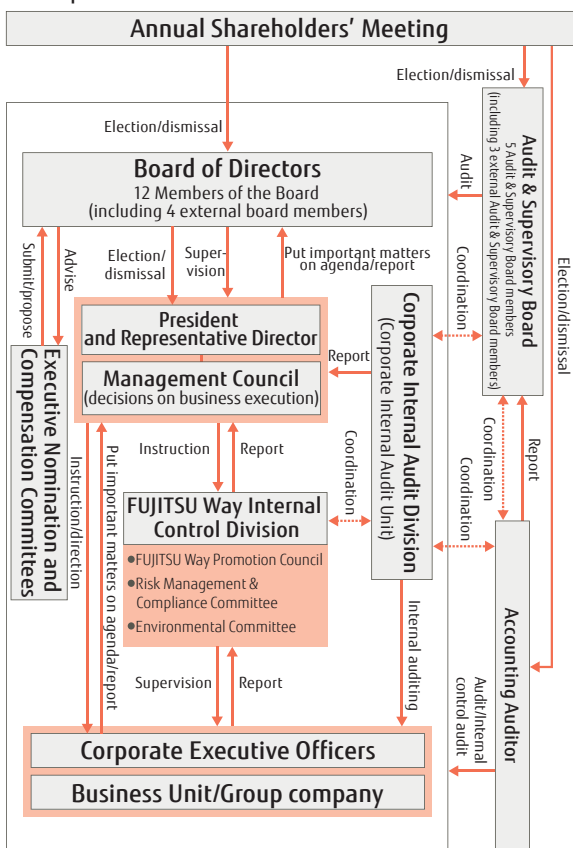 Annual Shareholders' Meeting
Election/dismissal
Election/dismissal
Election/dismissal
Board of Directors
12 Members of the Board
(including 4 external board members)
Audit
Audit & Supervisory Board
5 Audit & Supervisory Board members
(including 3 external Audit & Supervisory Board members)
Submit/propose
Advise
Election/
dismissal
Super-
vision
Put important matters
on agenda/report
Coordination
President
and Representative Director
Management Council
(decisions on business execution)
Report
Corporate Internal Audit Division
(Corporate Internal Audit Unit)
Executive Nomination and
Compensation Committees
Instruction/direction
Put important matters
on agenda/report
Instruction
Report
Coordination
Coordination
Coordination
Report
FUJITSU Way Internal
Control Division
●FUJITSU Way Promotion Council
●Risk Management &
Compliance Committee
●Environmental Committee
Supervision
Report
Internal auditing
Audit/Internal
control audit
Accounting Auditor
Corporate Executive Officers
Business Unit/Group company